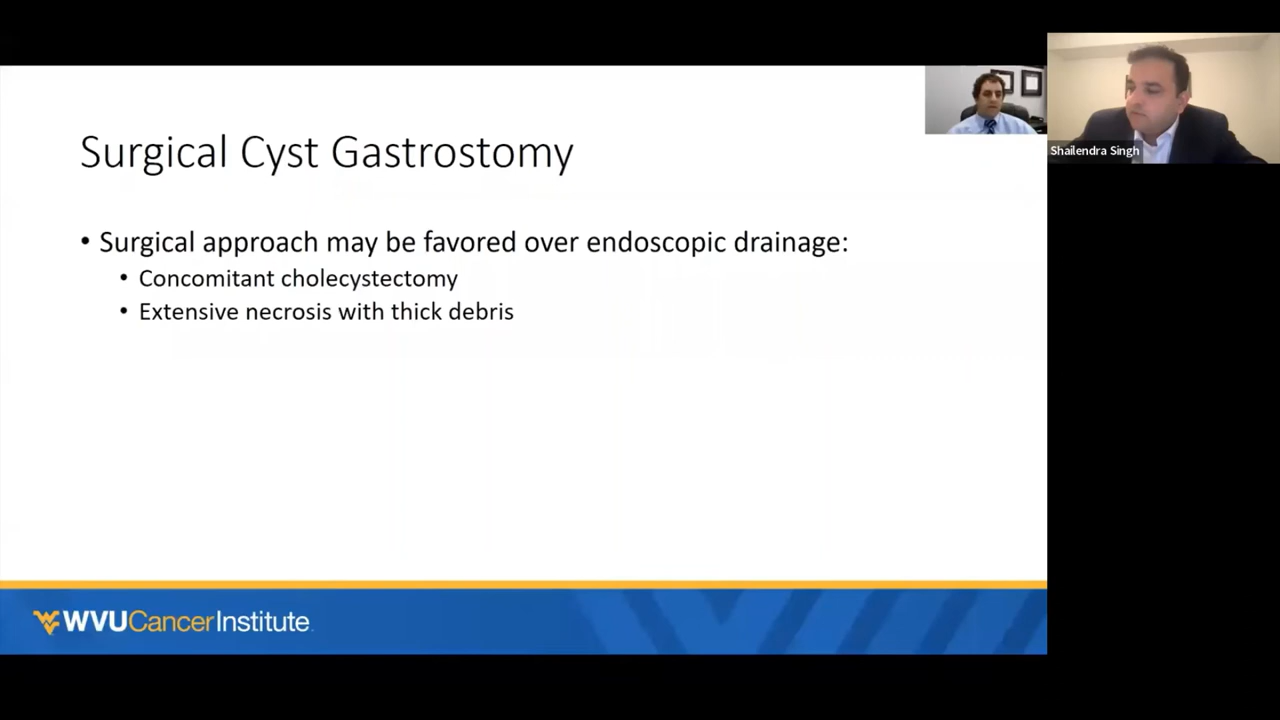 Surgical Cyst Gastrostomy
• Surgical approach may be favored over endoscopic drainage:
• Concomitant cholecystectomy
• Extensive necrosis with thick debris
WVUCancerInstitute
Shailendra Singh